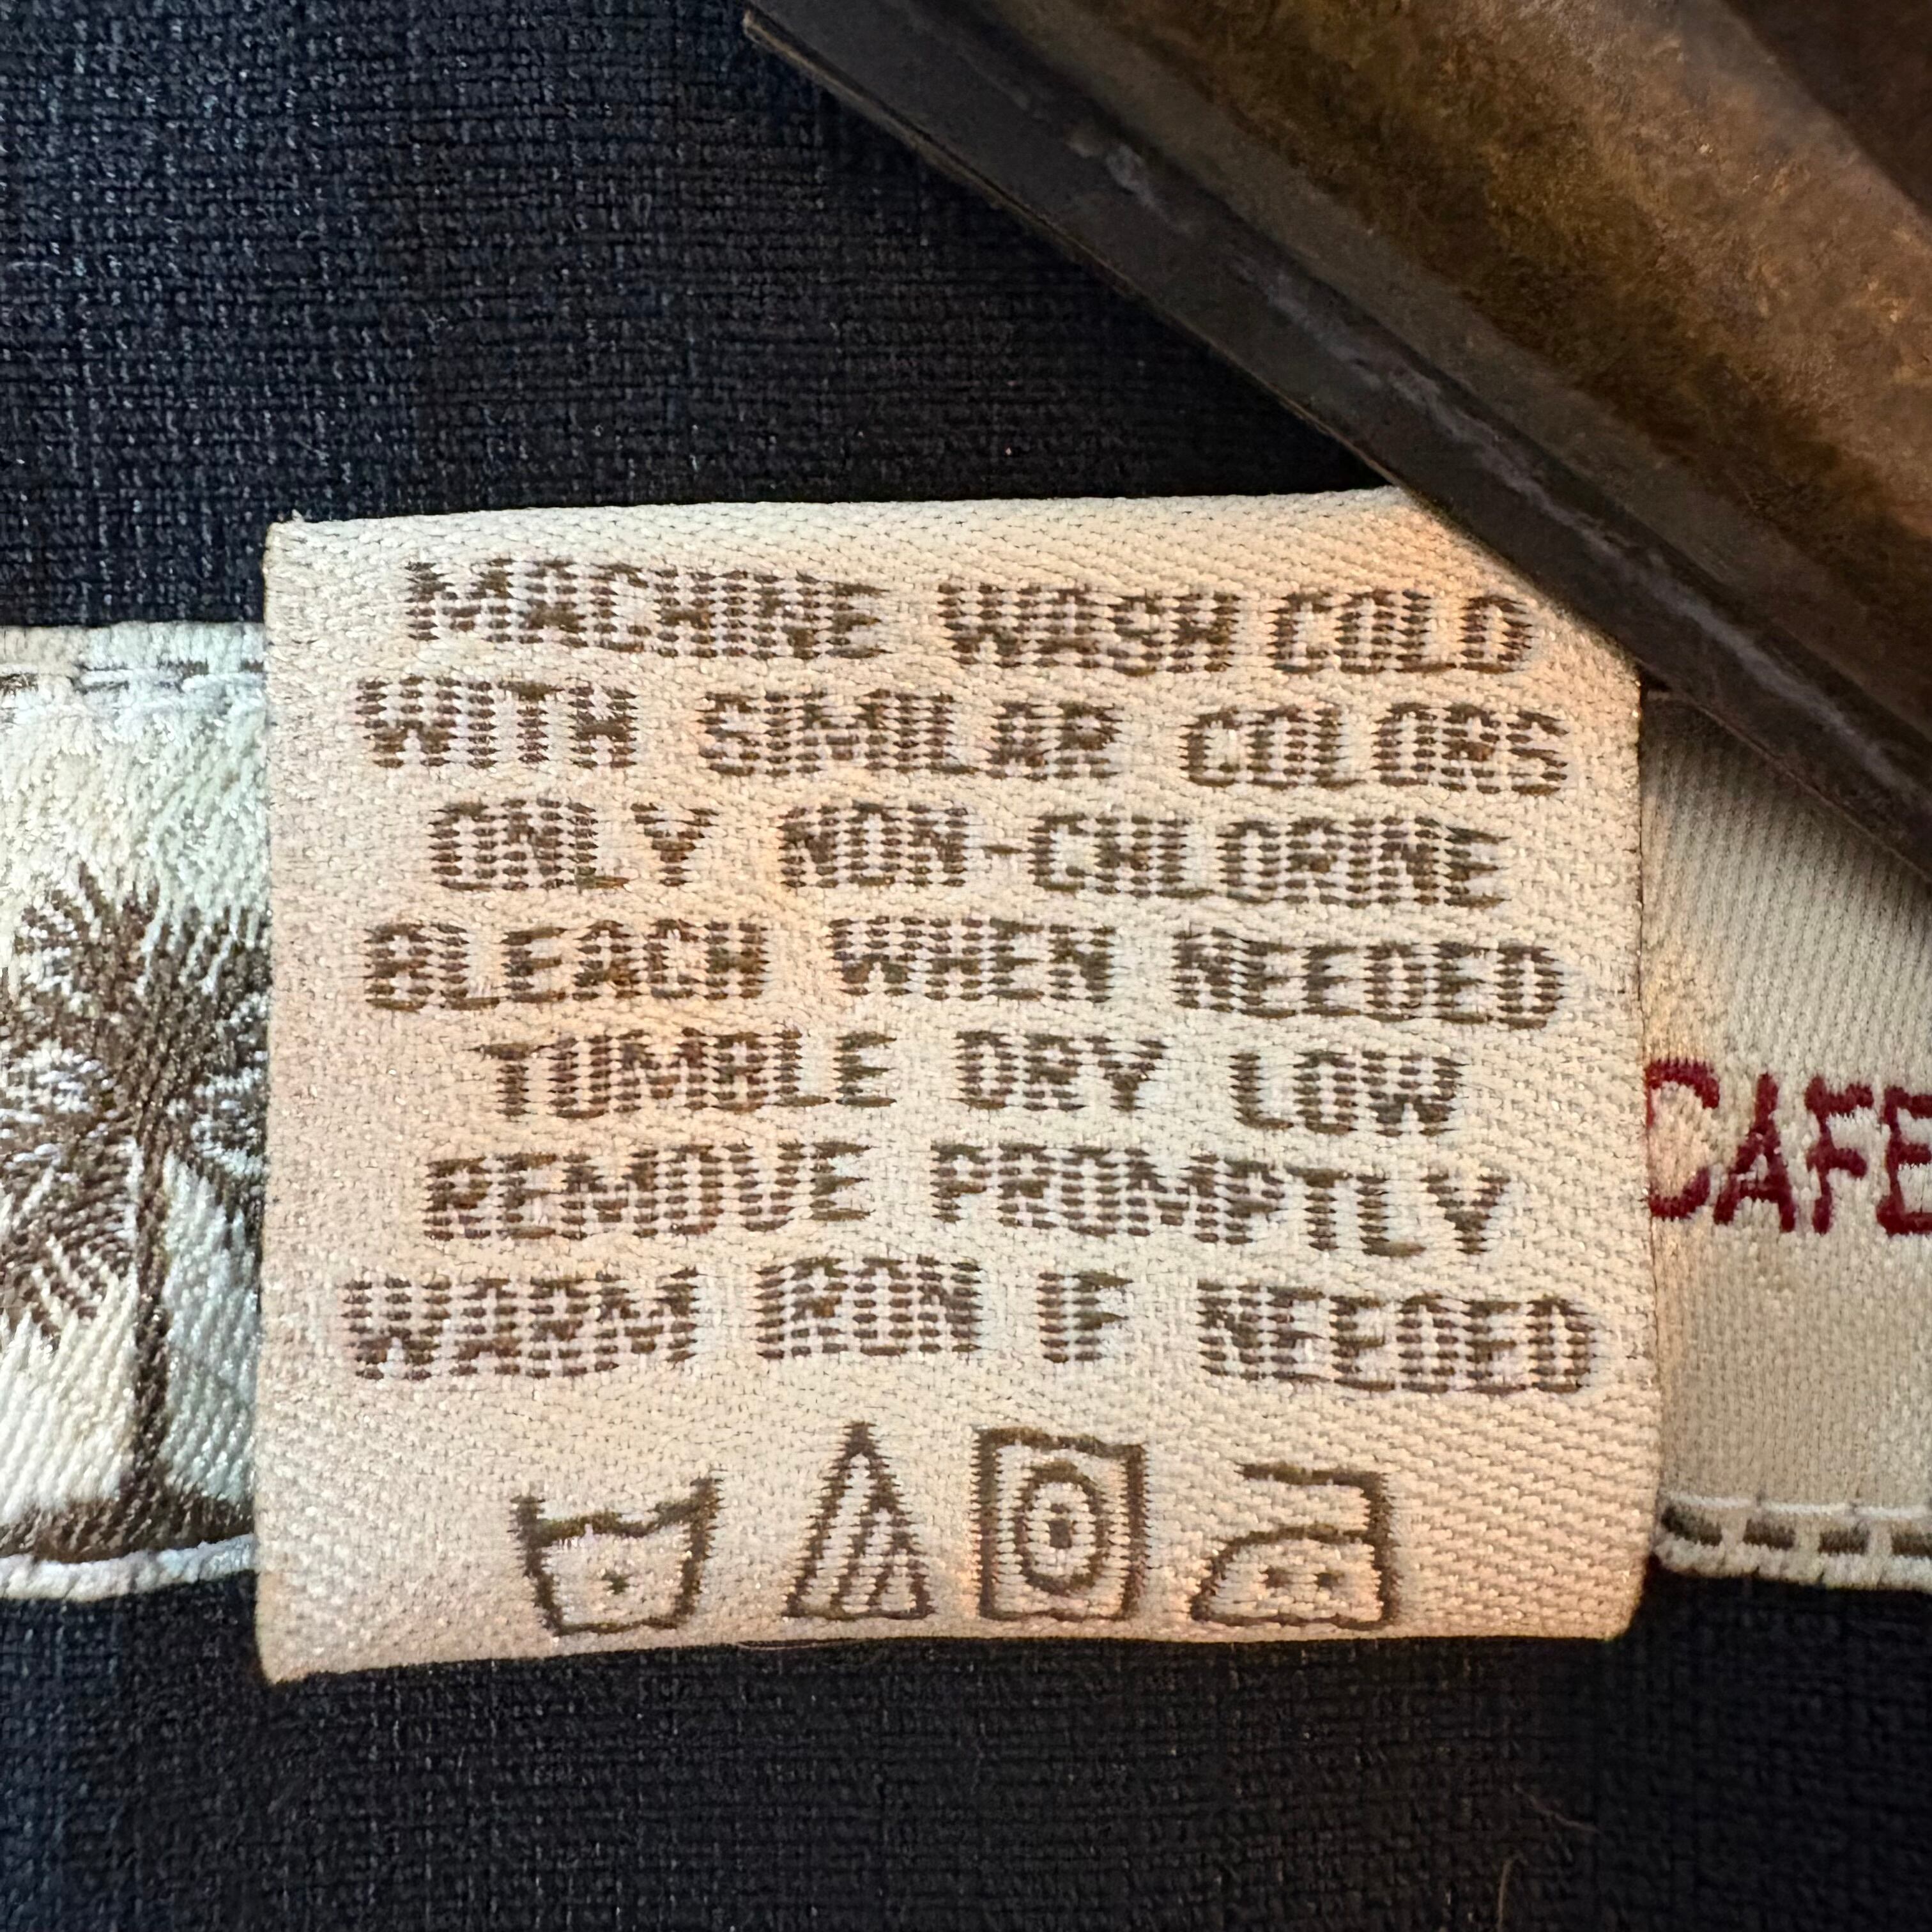 MACHINE WASH COLD
WITH SIMILAR COLORS
ONLY NON-CHLORINE
BLEACH WHEN NEEDED
TUMBLE DRY LOW
REMOVE PROMPTLY
WARM IRON IF NEEDED
CAFE